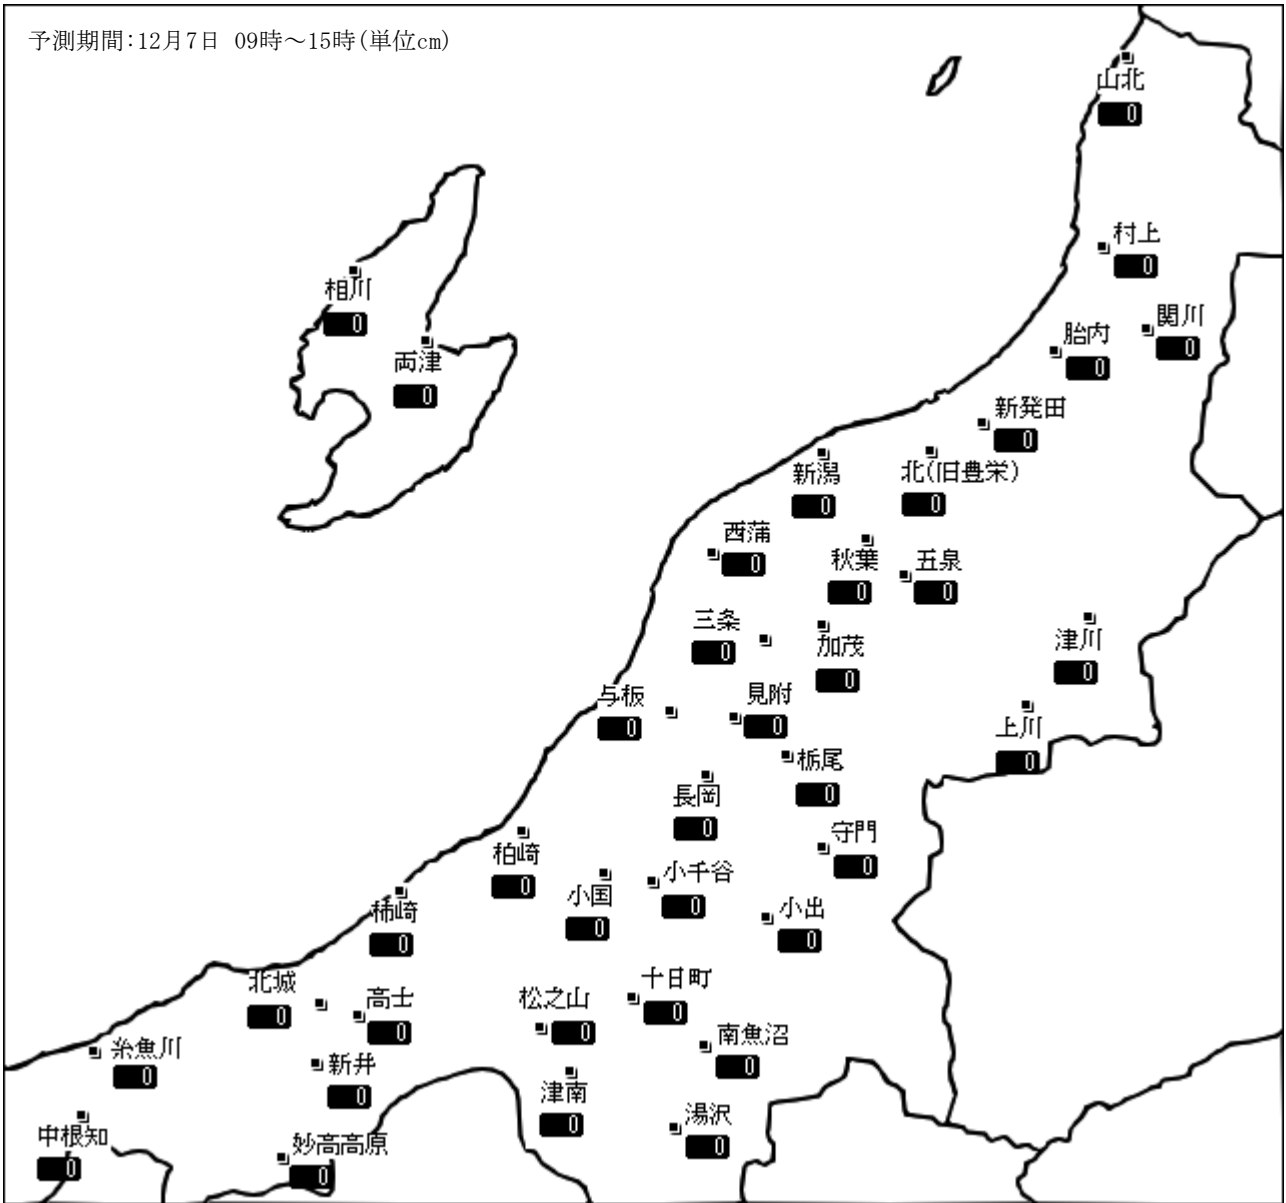 予測期間:12月7日 09時～15時(単位cm)
山北
0
村上
0
相川
0
関川
0
胎内
0
両津
0
新発田
0
新潟
0
北(旧豊栄)
0
西蒲
0
秋葉
0
五泉
0
三条
0
加茂
0
津川
0
与板
0
見附
0
上川
0
栃尾
0
長岡
0
守門
0
柏崎
0
小国
0
小千谷
0
小出
0
柿崎
0
北城
0
高士
0
松之山
0
十日町
0
南魚沼
0
糸魚川
0
新井
0
津南
0
湯沢
0
中根知
0
妙高高原
0